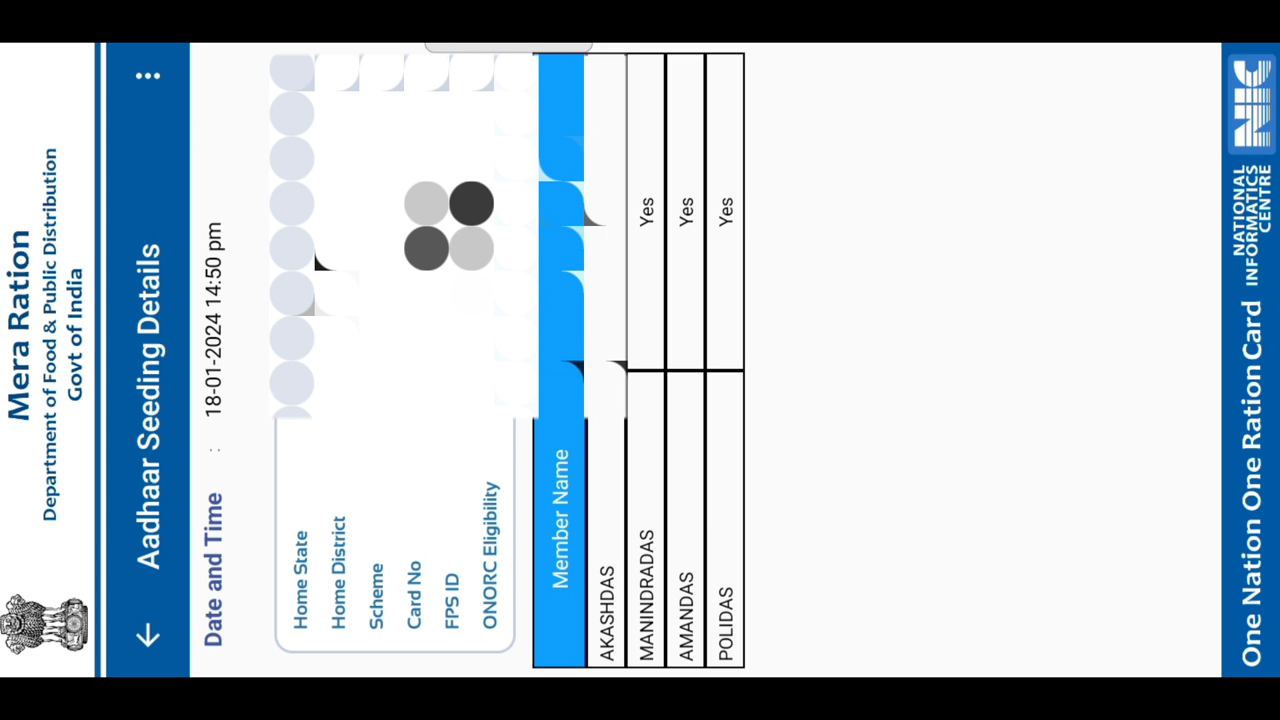 Mera Ration
Department of Food & Public Distribution
Govt of India
Aadhaar Seeding Details
Date and Time : 18-01-2024 14:50 pm
Home State
Home District
Scheme
Card No
FPS ID
ONORC Eligibility
Member Name
AKASHDAS
MANINDRADAS Yes
AMANDAS Yes
POLIDAS Yes
One Nation One Ration Card
NIC
NATIONAL
INFORMATICS
CENTRE